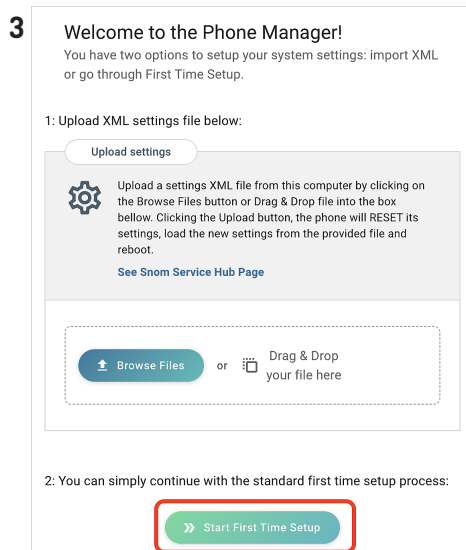 3
Welcome to the Phone Manager!
You have two options to setup your system settings: import XML
or go through First Time Setup.
1: Upload XML settings file below:
Upload settings
Upload a settings XML file from this computer by clicking on
the Browse Files button or Drag & Drop file into the box
bellow. Clicking the Upload button, the phone will RESET its
settings, load the new settings from the provided file and
reboot.
See Snom Service Hub Page
Browse Files or Drag & Drop
your file here
2: You can simply continue with the standard first time setup process:
Start First Time Setup